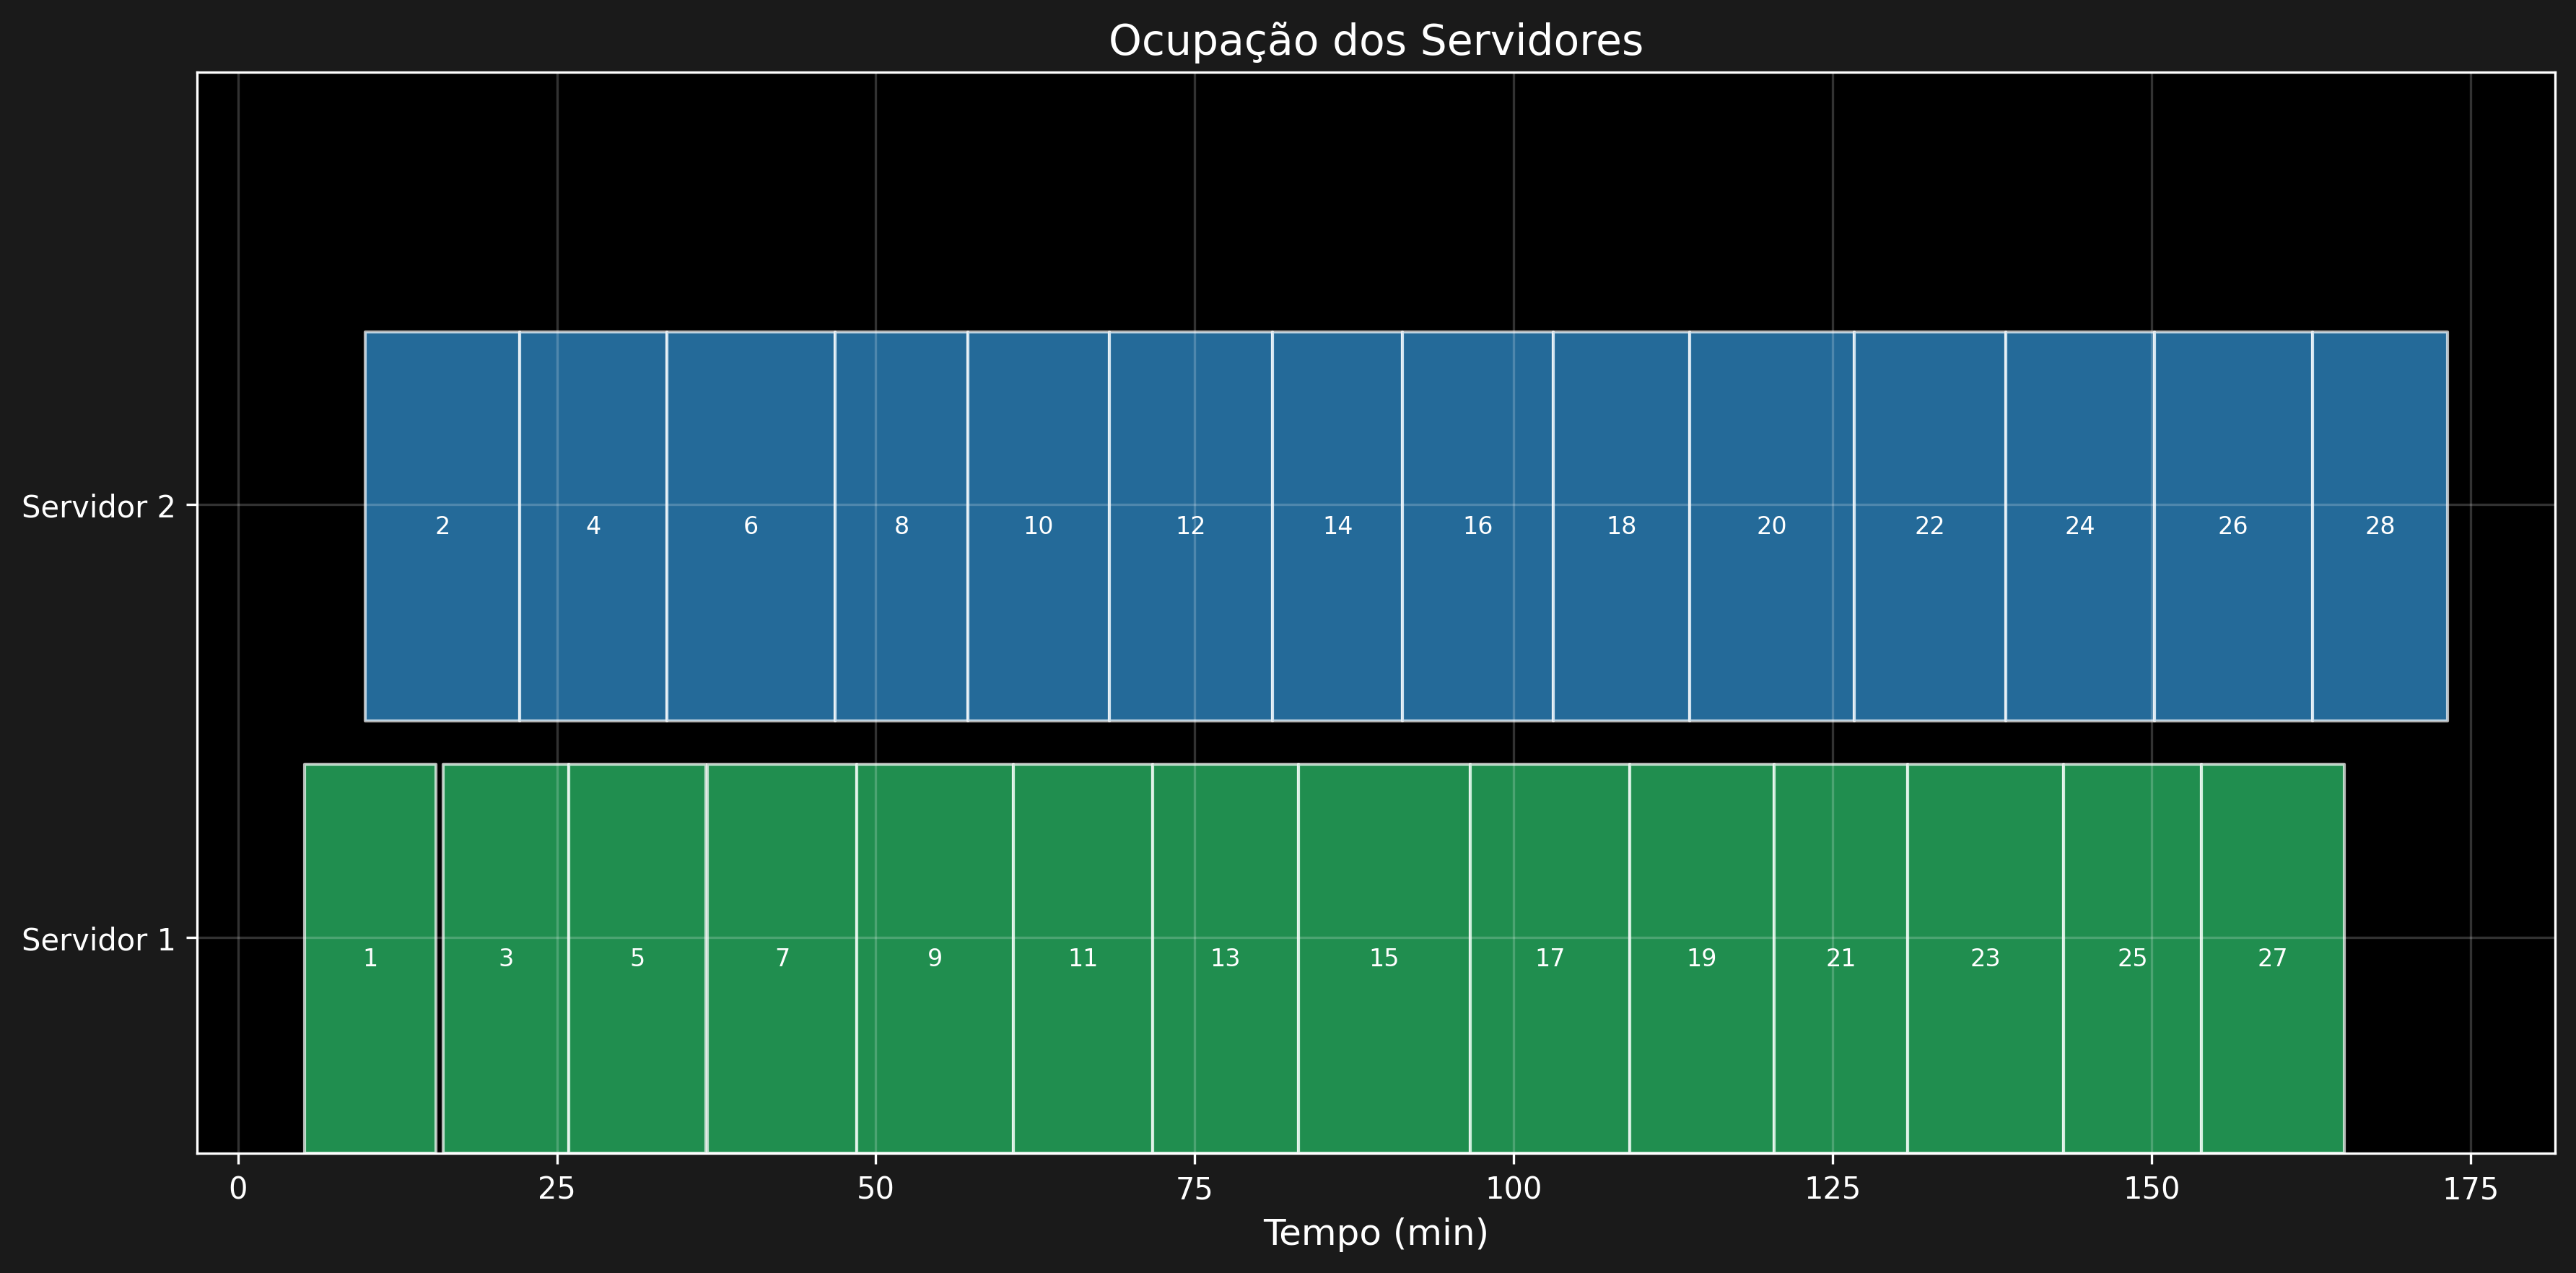 Ocupação dos Servidores
Servidor 2
2 4 6 8 10 12 14 16 18 20 22 24 26 28
Servidor 1
1 3 5 7 9 11 13 15 17 19 21 23 25 27
0 25 50 75 100 125 150 175
Tempo (min)